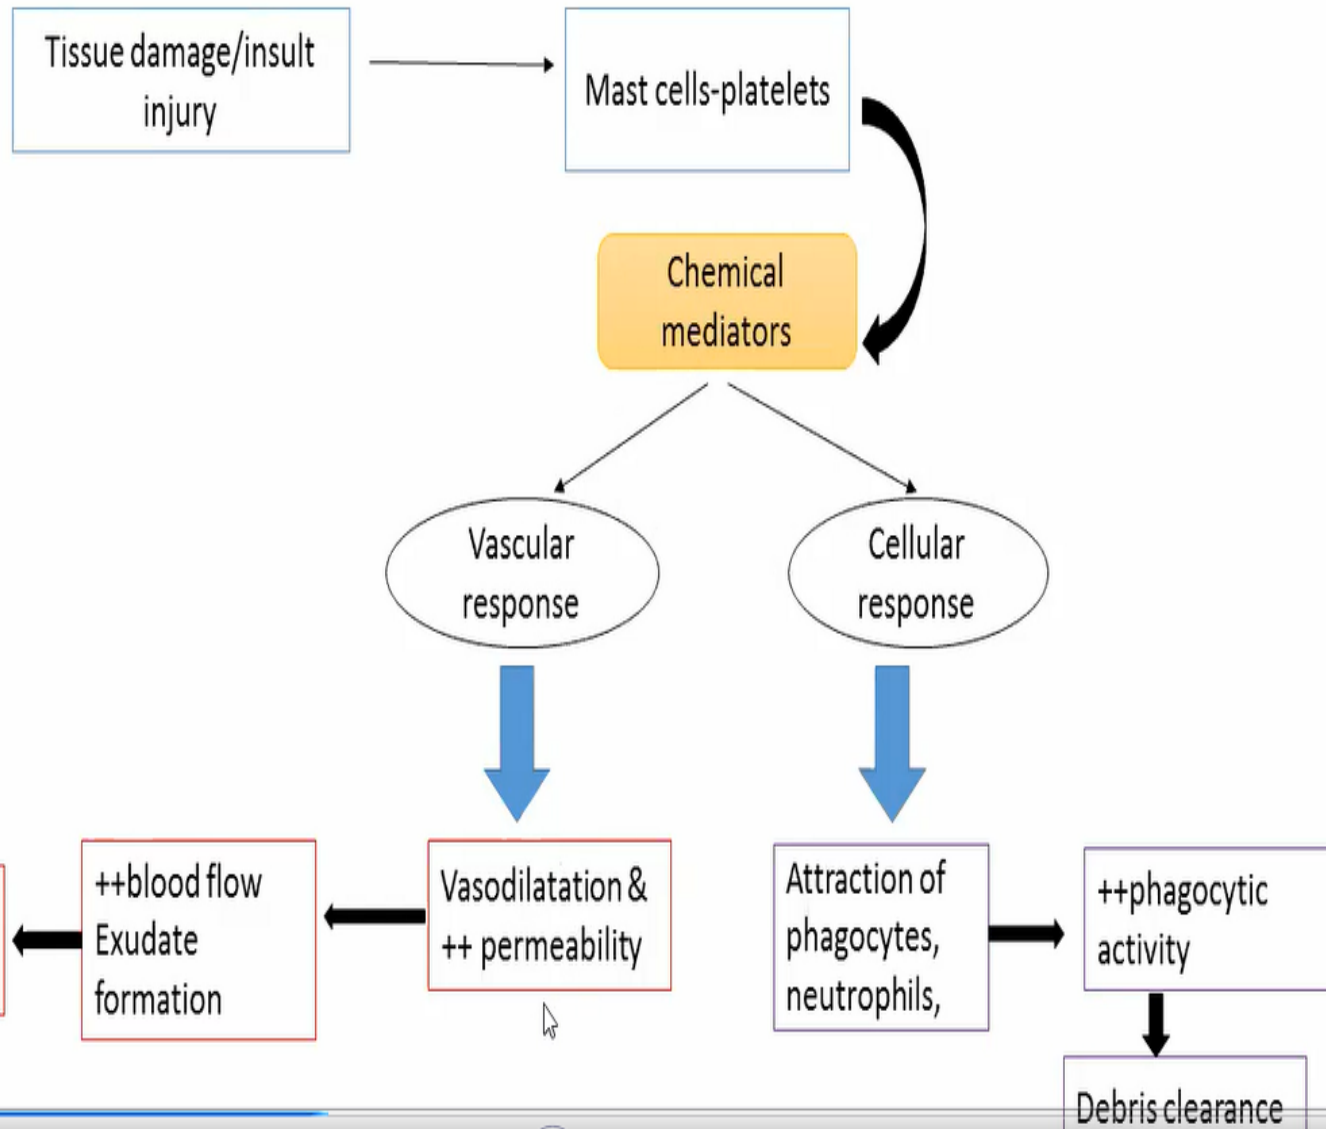 Tissue damage/insult
injury
Mast cells-platelets
Chemical
mediators
Vascular
response
Cellular
response
++blood flow
Exudate
formation
Vasodilatation &
++ permeability
Attraction of
phagocytes,
neutrophils,
++phagocytic
activity
Debris clearance